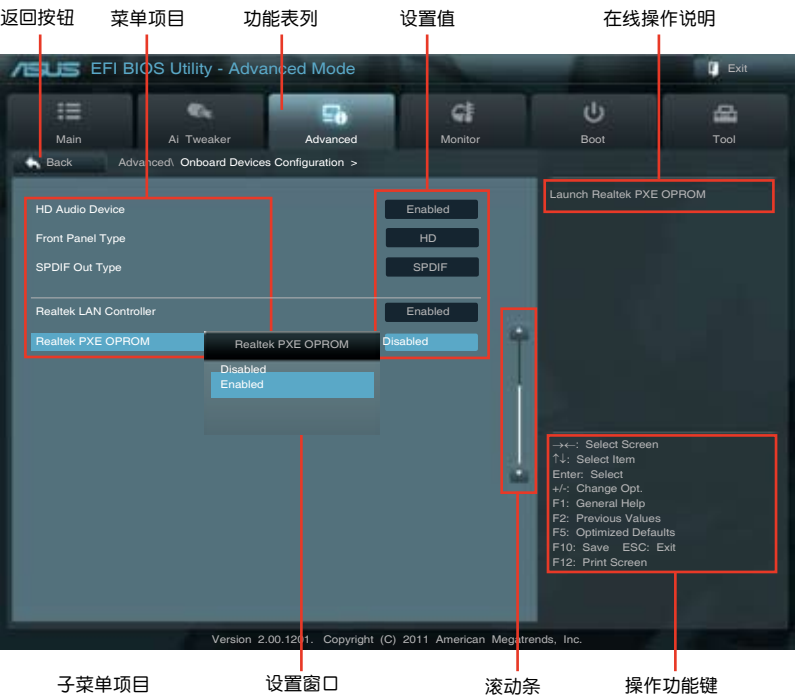 返回按钮 菜单项目 功能表列 设置值 在线操作说明
ASUS EFI BIOS Utility - Advanced Mode Exit
Main Ai Tweaker Advanced Monitor Boot Tool
Back Advanced\ Onboard Devices Configuration >
Launch Realtek PXE OPROM
HD Audio Device Enabled
Front Panel Type HD
SPDIF Out Type SPDIF
Realtek LAN Controller Enabled
Realtek PXE OPROM Realtek PXE OPROM Disabled
Disabled
Enabled
→←: Select Screen
↑↓: Select Item
Enter: Select
+/-: Change Opt.
F1: General Help
F2: Previous Values
F5: Optimized Defaults
F10: Save ESC: Exit
F12: Print Screen
Version 2.00.1201. Copyright (C) 2011 American Megatrends, Inc.
子菜单项目 设置窗口 滚动条 操作功能键